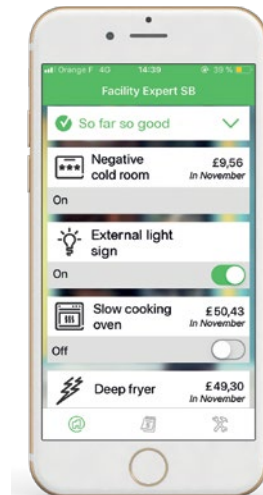 Orange F 4G 14:39 39 %
Facility Expert SB
So far so good
Negative £9,56
cold room In November
On
External light
sign
On
Slow cooking £50,43
oven In November
Off
Deep fryer £49,30
In November